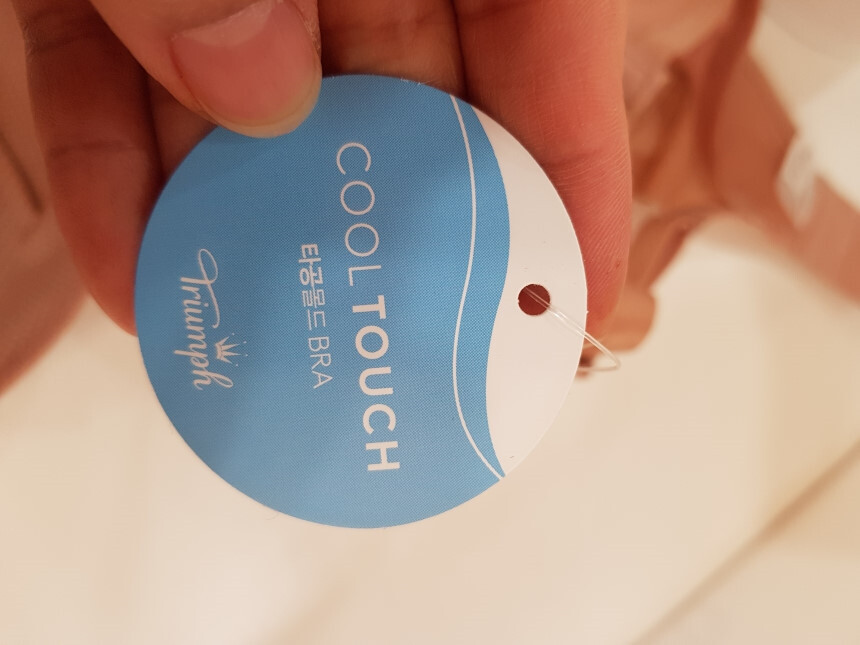 COOL TOUCH
타공몰드 BRA
Triumph